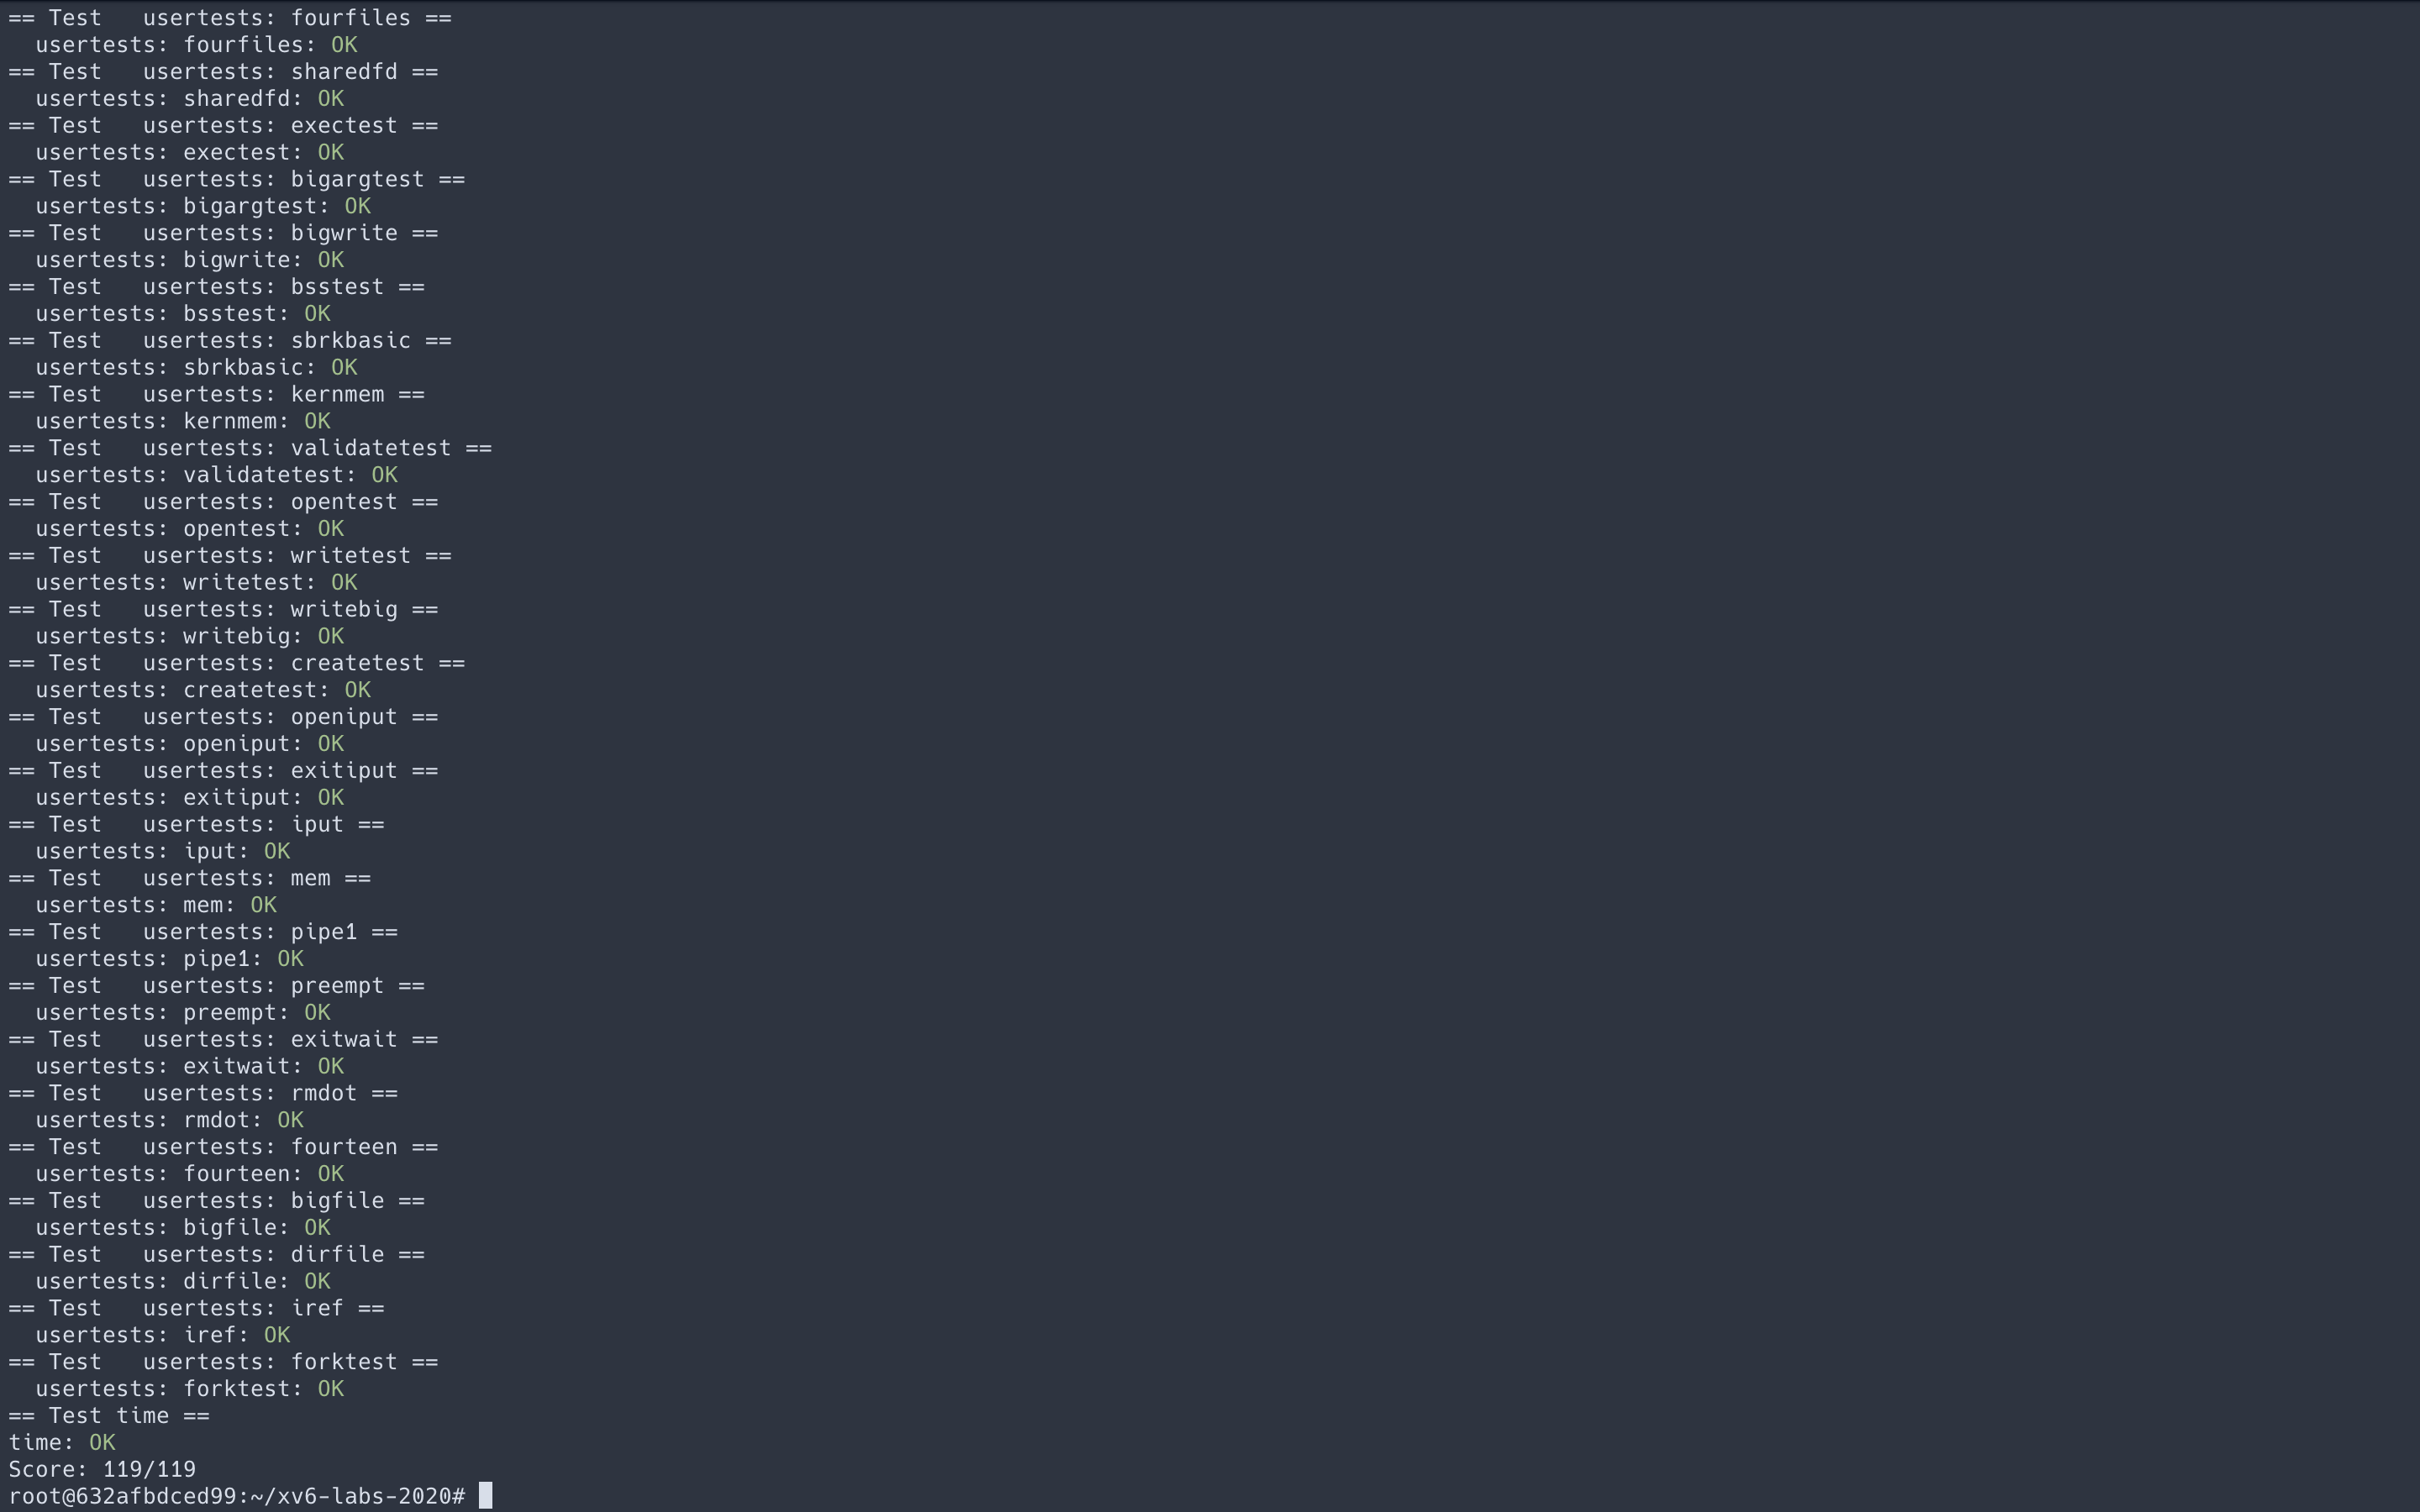 == Test   usertests: fourfiles ==
  usertests: fourfiles: OK
== Test   usertests: sharedfd ==
  usertests: sharedfd: OK
== Test   usertests: exectest ==
  usertests: exectest: OK
== Test   usertests: bigargtest ==
  usertests: bigargtest: OK
== Test   usertests: bigwrite ==
  usertests: bigwrite: OK
== Test   usertests: bsstest ==
  usertests: bsstest: OK
== Test   usertests: sbrkbasic ==
  usertests: sbrkbasic: OK
== Test   usertests: kernmem ==
  usertests: kernmem: OK
== Test   usertests: validatetest ==
  usertests: validatetest: OK
== Test   usertests: opentest ==
  usertests: opentest: OK
== Test   usertests: writetest ==
  usertests: writetest: OK
== Test   usertests: writebig ==
  usertests: writebig: OK
== Test   usertests: createtest ==
  usertests: createtest: OK
== Test   usertests: openiput ==
  usertests: openiput: OK
== Test   usertests: exitiput ==
  usertests: exitiput: OK
== Test   usertests: iput ==
  usertests: iput: OK
== Test   usertests: mem ==
  usertests: mem: OK
== Test   usertests: pipe1 ==
  usertests: pipe1: OK
== Test   usertests: preempt ==
  usertests: preempt: OK
== Test   usertests: exitwait ==
  usertests: exitwait: OK
== Test   usertests: rmdot ==
  usertests: rmdot: OK
== Test   usertests: fourteen ==
  usertests: fourteen: OK
== Test   usertests: bigfile ==
  usertests: bigfile: OK
== Test   usertests: dirfile ==
  usertests: dirfile: OK
== Test   usertests: iref ==
  usertests: iref: OK
== Test   usertests: forktest ==
  usertests: forktest: OK
== Test time ==
time: OK
Score: 119/119
root@632afbdced99:~/xv6-labs-2020#